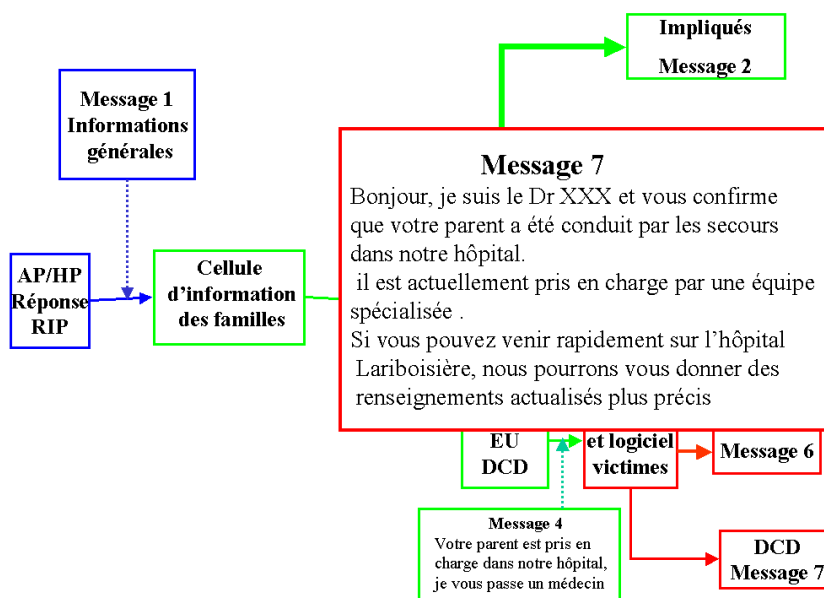 Impliqués
Message 2
Message 1
Informations
générales
Message 7
Bonjour, je suis le Dr XXX et vous confirme
que votre parent a été conduit par les secours
dans notre hôpital.
il est actuellement pris en charge par une équipe
spécialisée .
Si vous pouvez venir rapidement sur l'hôpital
Lariboisière, nous pourrons vous donner des
renseignements actualisés plus précis
AP/HP
Réponse
RIP
Cellule
d'information
des familles
EU
DCD
et logiciel
victimes
Message 6
Message 4
Votre parent est pris en
charge dans notre hôpital,
je vous passe un médecin
DCD
Message 7